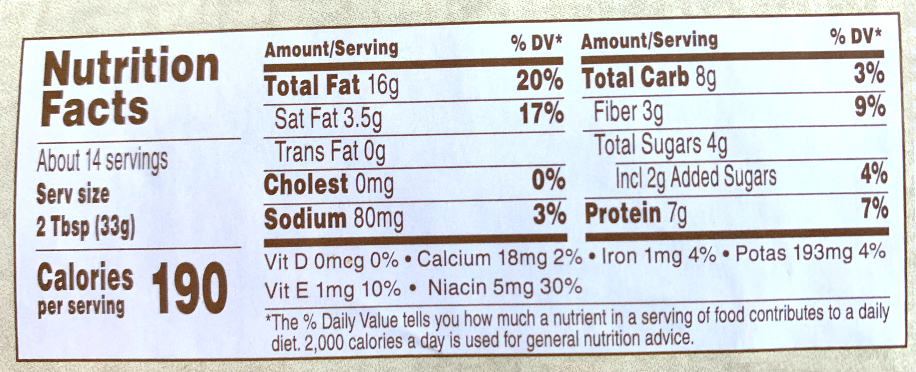 Nutrition
Facts
About 14 servings
Serv size
2 Tbsp (33g)
Calories 190
per serving
Amount/Serving % DV*
Total Fat 16g 20%
Sat Fat 3.5g 17%
Trans Fat 0g
Cholest 0mg 0%
Sodium 80mg 3%
Amount/Serving % DV*
Total Carb 8g 3%
Fiber 3g 9%
Total Sugars 4g
Incl 2g Added Sugars 4%
Protein 7g 7%
Vit D 0mcg 0% • Calcium 18mg 2% • Iron 1mg 4% • Potas 193mg 4%
Vit E 1mg 10% • Niacin 5mg 30%
*The % Daily Value tells you how much a nutrient in a serving of food contributes to a daily
diet. 2,000 calories a day is used for general nutrition advice.